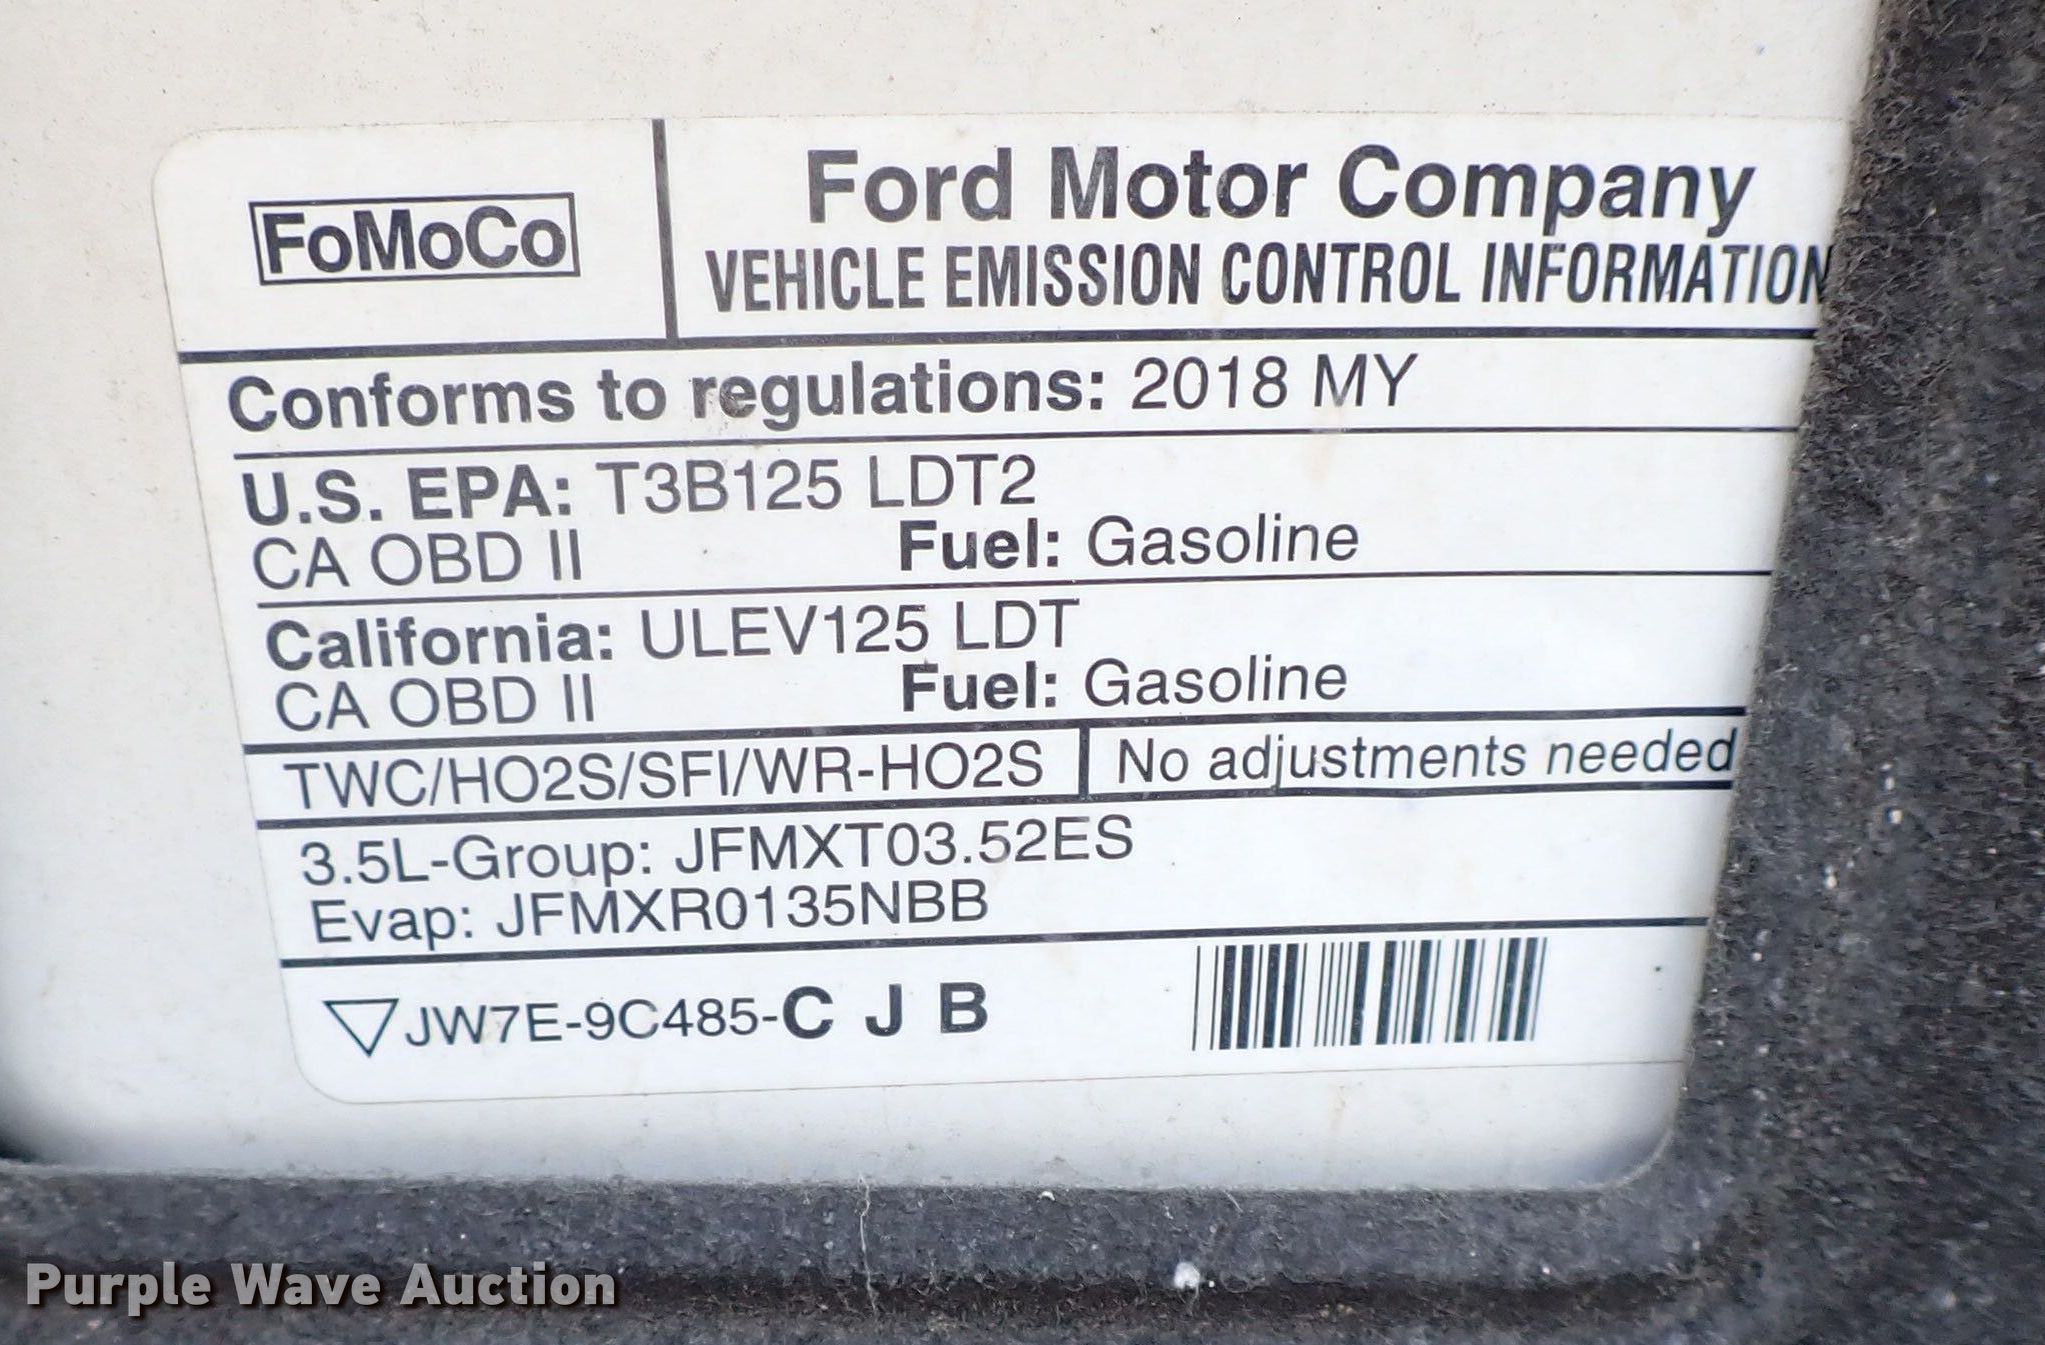 FoMoCo
Ford Motor Company
VEHICLE EMISSION CONTROL INFORMATION
Conforms to regulations: 2018 MY
U.S. EPA: T3B125 LDT2
CA OBD II Fuel: Gasoline
California: ULEV125 LDT
CA OBD II Fuel: Gasoline
TWC/HO2S/SFI/WR-HO2S No adjustments needed
3.5L-Group: JFMXT03.52ES
Evap: JFMXR0135NBB
JW7E-9C485-C J B
Purple Wave Auction